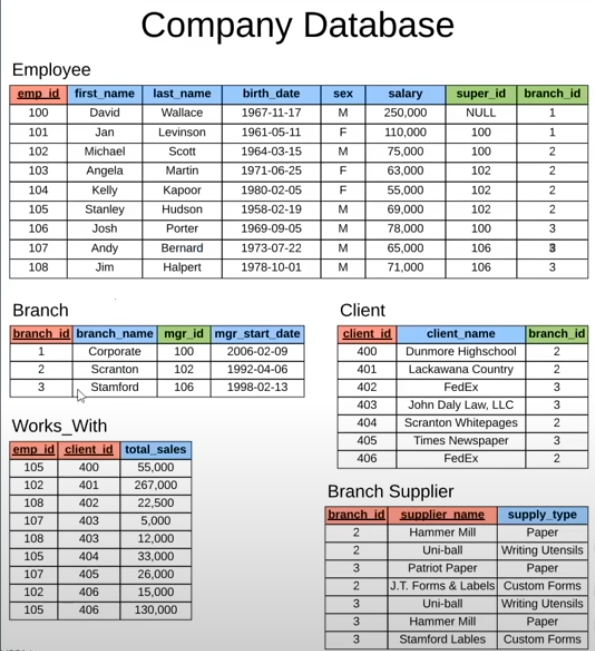 Company Database
Employee
emp_id first_name last_name birth_date sex salary super_id branch_id
100 David Wallace 1967-11-17 M 250,000 NULL 1
101 Jan Levinson 1961-05-11 F 110,000 100 1
102 Michael Scott 1964-03-15 M 75,000 100 2
103 Angela Martin 1971-06-25 F 63,000 102 2
104 Kelly Kapoor 1980-02-05 F 55,000 102 2
105 Stanley Hudson 1958-02-19 M 69,000 102 2
106 Josh Porter 1969-09-05 M 78,000 100 3
107 Andy Bernard 1973-07-22 M 65,000 106 3
108 Jim Halpert 1978-10-01 M 71,000 106 3
Branch
branch_id branch_name mgr_id mgr_start_date
1 Corporate 100 2006-02-09
2 Scranton 102 1992-04-06
3 Stamford 106 1998-02-13
Client
client_id client_name branch_id
400 Dunmore Highschool 2
401 Lackawana Country 2
402 FedEx 3
403 John Daly Law, LLC 3
404 Scranton Whitepages 2
405 Times Newspaper 3
406 FedEx 2
Works_With
emp_id client_id total_sales
105 400 55,000
102 401 267,000
108 402 22,500
107 403 5,000
108 403 12,000
105 404 33,000
107 405 26,000
102 406 15,000
105 406 130,000
Branch Supplier
branch_id supplier_name supply_type
2 Hammer Mill Paper
2 Uni-ball Writing Utensils
3 Patriot Paper Paper
2 J.T. Forms & Labels Custom Forms
3 Uni-ball Writing Utensils
3 Hammer Mill Paper
3 Stamford Lables Custom Forms